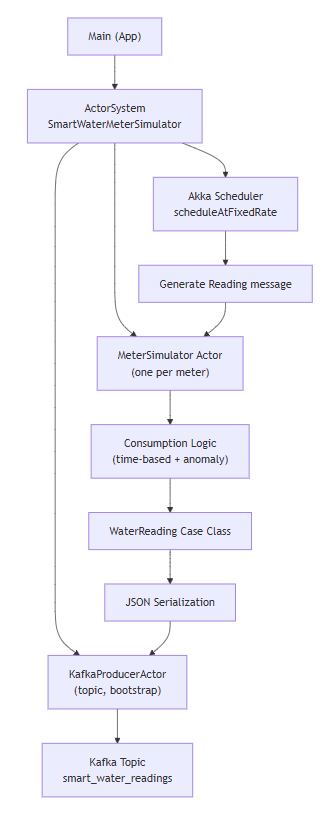 Main (App)
ActorSystem
SmartWaterMeterSimulator
Akka Scheduler
scheduleAtFixedRate
Generate Reading message
MeterSimulator Actor
(one per meter)
Consumption Logic
(time-based + anomaly)
WaterReading Case Class
JSON Serialization
KafkaProducerActor
(topic, bootstrap)
Kafka Topic
smart_water_readings